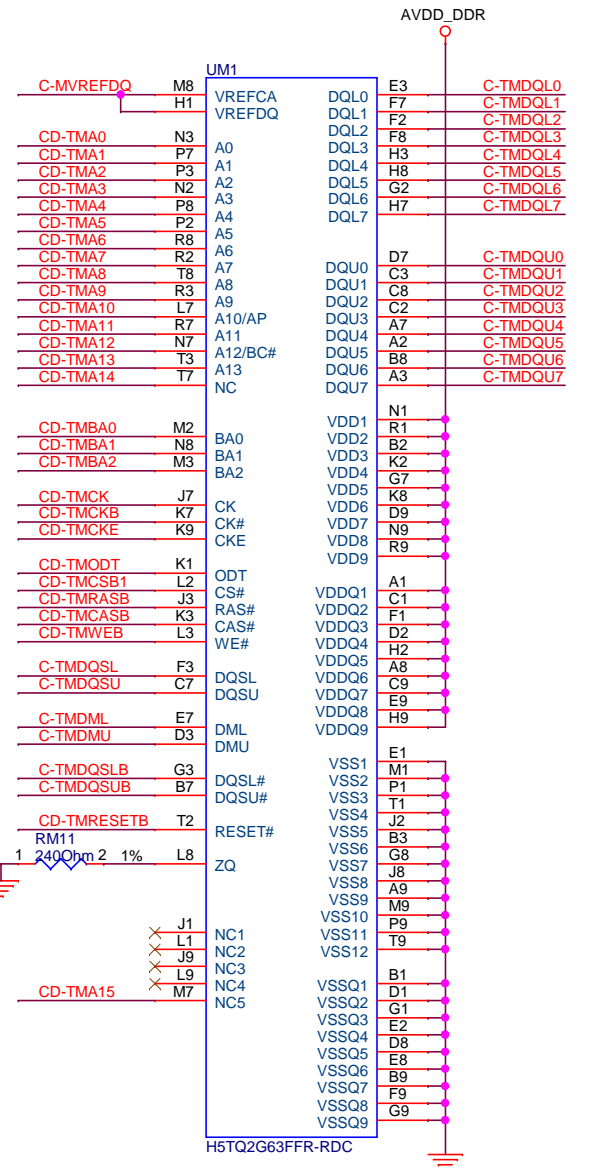 AVDD_DDR
UM1
C-MVREFDQ M8 VREFCA DQL0 E3 C-TMDQL0
H1 VREFDQ DQL1 F7 C-TMDQL1
DQL2 F2 C-TMDQL2
CD-TMA0 N3 A0 DQL3 F8 C-TMDQL3
CD-TMA1 P7 A1 DQL4 H3 C-TMDQL4
CD-TMA2 P3 A2 DQL5 H8 C-TMDQL5
CD-TMA3 N2 A3 DQL6 G2 C-TMDQL6
CD-TMA4 P8 A4 DQL7 H7 C-TMDQL7
CD-TMA5 P2 A5
CD-TMA6 R8 A6
CD-TMA7 R2 A7 DQU0 D7 C-TMDQU0
CD-TMA8 T8 A8 DQU1 C3 C-TMDQU1
CD-TMA9 R3 A9 DQU2 C8 C-TMDQU2
CD-TMA10 L7 A10/AP DQU3 C2 C-TMDQU3
CD-TMA11 R7 A11 DQU4 A7 C-TMDQU4
CD-TMA12 N7 A12/BC# DQU5 A2 C-TMDQU5
CD-TMA13 T3 A13 DQU6 B8 C-TMDQU6
CD-TMA14 T7 NC DQU7 A3 C-TMDQU7
VDD1 N1
CD-TMBA0 M2 BA0 VDD2 R1
CD-TMBA1 N8 BA1 VDD3 B2
CD-TMBA2 M3 BA2 VDD4 K2
VDD5 G7
CD-TMCK J7 CK VDD6 K8
CD-TMCKB K7 CK# VDD7 D9
CD-TMCKE K9 CKE VDD8 N9
VDD9 R9
CD-TMODT K1 ODT
CD-TMCSB1 L2 CS# VDDQ1 A1
CD-TMRASB J3 RAS# VDDQ2 C1
CD-TMCASB K3 CAS# VDDQ3 F1
CD-TMWEB L3 WE# VDDQ4 D2
VDDQ5 H2
C-TMDQSL F3 DQSL VDDQ6 A8
C-TMDQSU C7 DQSU VDDQ7 C9
VDDQ8 E9
C-TMDML E7 DML VDDQ9 H9
C-TMDMU D3 DMU
VSS1 E1
C-TMDQSLB G3 DQSL# VSS2 M1
C-TMDQSUB B7 DQSU# VSS3 P1
VSS4 T1
CD-TMRESETB T2 RESET# VSS5 J2
RM11 VSS6 B3
1 240Ohm 2 1% L8 ZQ VSS7 G8
VSS8 J8
VSS9 A9
VSS10 M9
J1 NC1 VSS11 P9
L1 NC2 VSS12 T9
J9 NC3
L9 NC4 VSSQ1 B1
CD-TMA15 M7 NC5 VSSQ2 D1
VSSQ3 G1
VSSQ4 E2
VSSQ5 D8
VSSQ6 E8
VSSQ7 B9
VSSQ8 F9
VSSQ9 G9
H5TQ2G63FFR-RDC